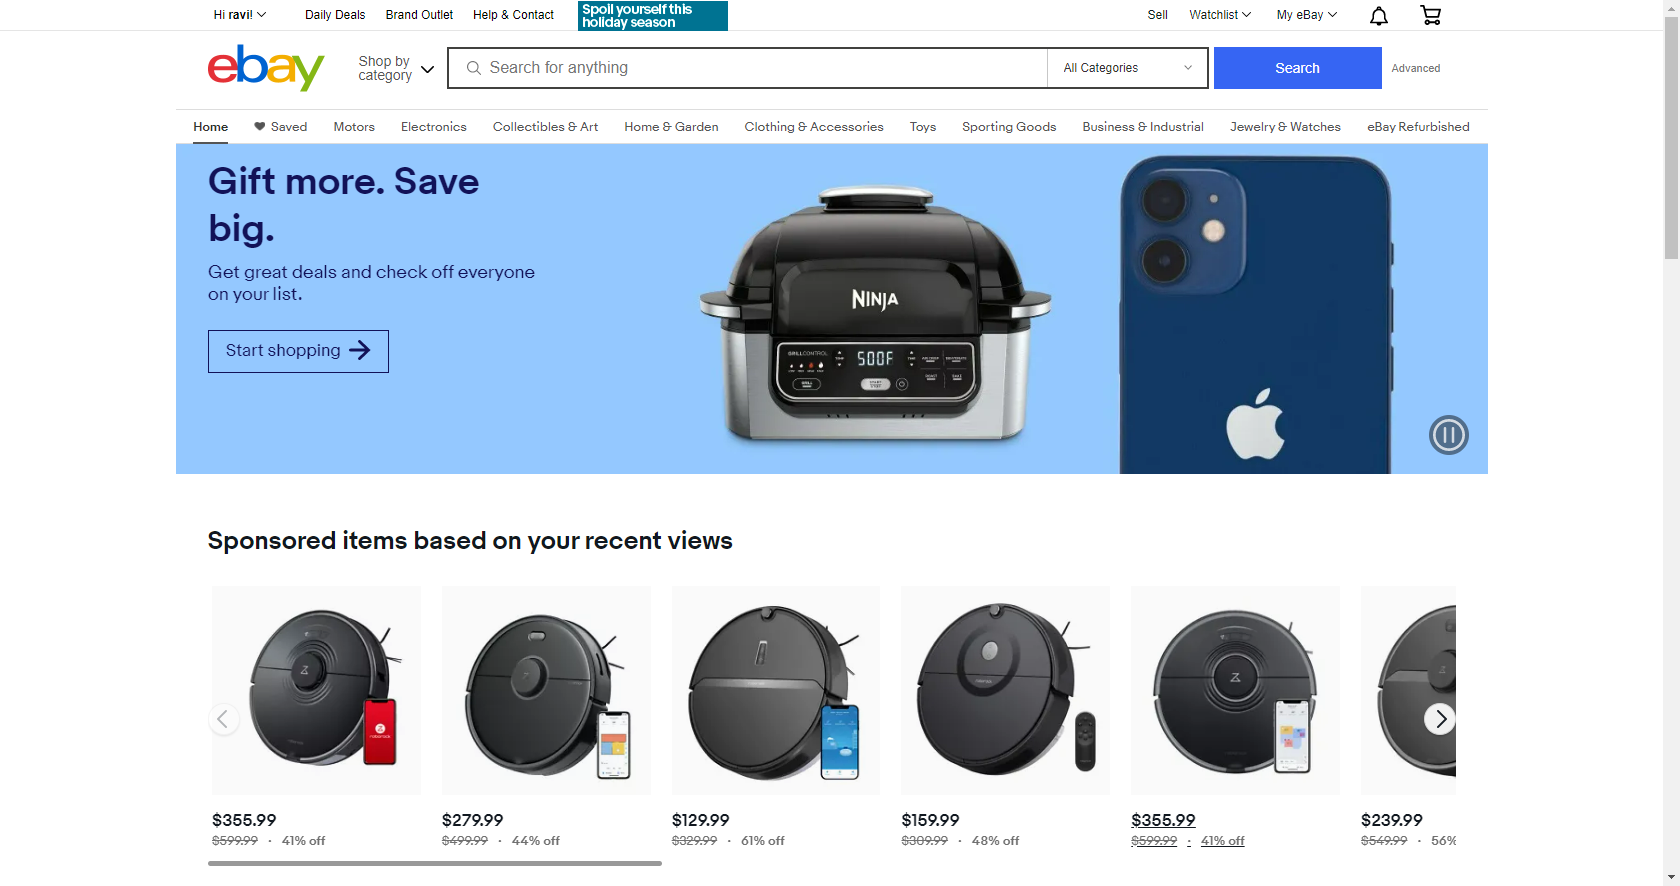 Hi ravi!
Daily Deals
Brand Outlet
Help & Contact
Spoil yourself this
holiday season
Sell
Watchlist
My eBay
ebay
Shop by
category
Search for anything
All Categories
Search
Advanced
Home
Saved
Motors
Electronics
Collectibles & Art
Home & Garden
Clothing & Accessories
Toys
Sporting Goods
Business & Industrial
Jewelry & Watches
eBay Refurbished
Gift more. Save
big.
Get great deals and check off everyone
on your list.
Start shopping
NINJA
GRILLCONTROL
500F
Sponsored items based on your recent views
$355.99
$599.99 · 41% off
$279.99
$499.99 · 44% off
$129.99
$329.99 · 61% off
$159.99
$309.99 · 48% off
$355.99
$599.99 · 41% off
$239.99
$549.99 · 56%